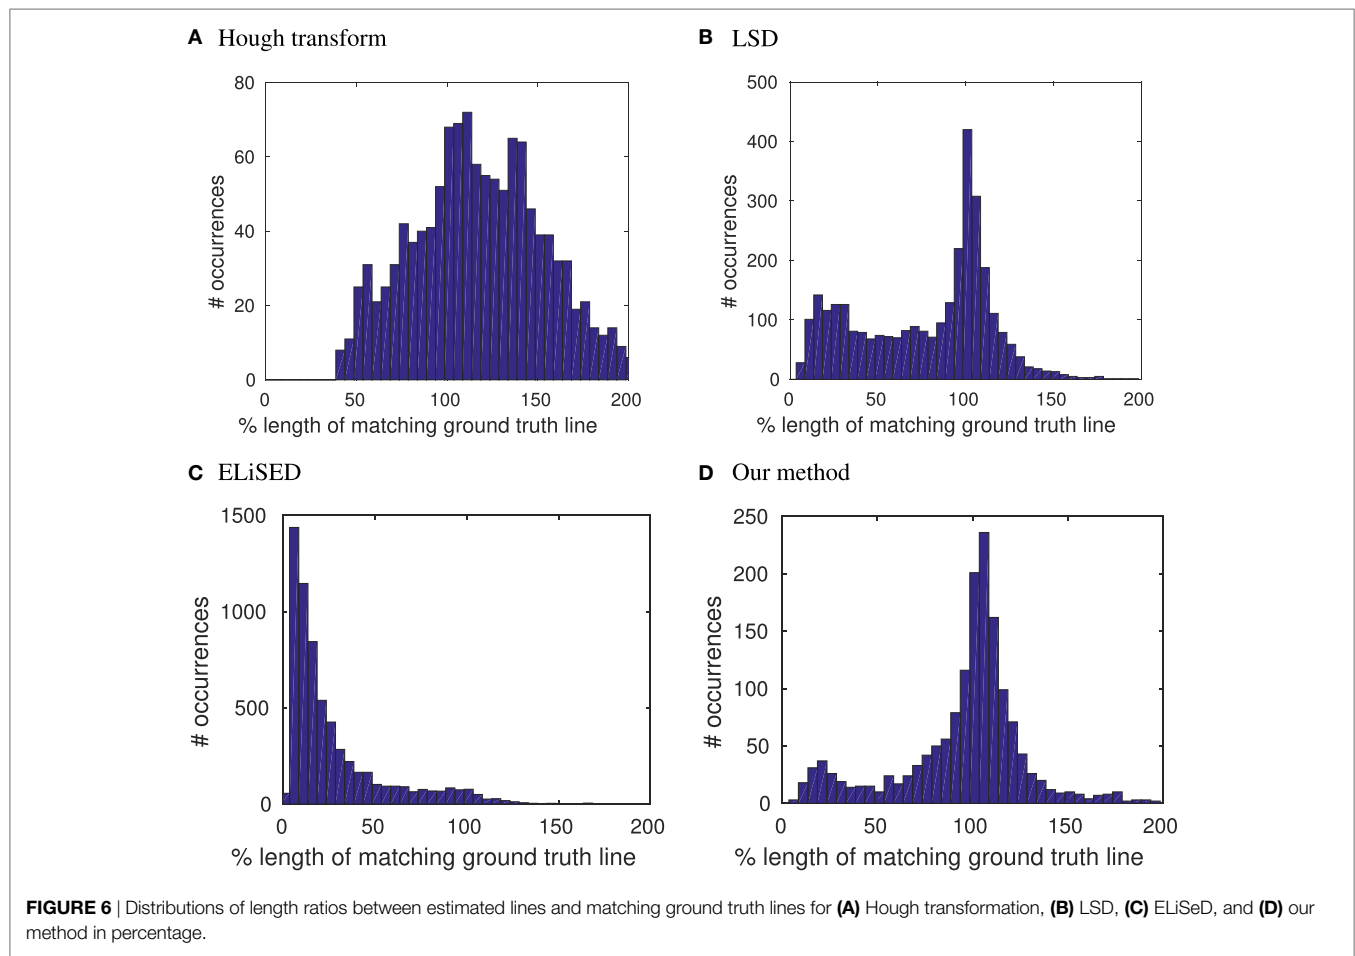 A Hough transform
80
60
40
20
0
0 50 100 150 200
# occurrences
% length of matching ground truth line
B LSD
500
400
300
200
100
0
0 50 100 150 200
# occurrences
% length of matching ground truth line
C ELiSED
1500
1000
500
0
0 50 100 150 200
# occurrences
% length of matching ground truth line
D Our method
250
200
150
100
50
0
0 50 100 150 200
# occurrences
% length of matching ground truth line
FIGURE 6 | Distributions of length ratios between estimated lines and matching ground truth lines for (A) Hough transformation, (B) LSD, (C) ELiSeD, and (D) our
method in percentage.